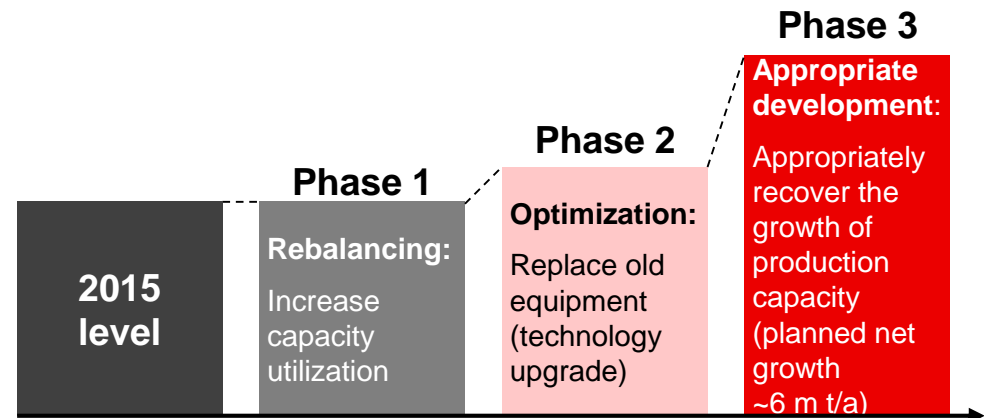 2015
level
Phase 1
Rebalancing:
Increase
capacity
utilization
Phase 2
Optimization:
Replace old
equipment
(technology
upgrade)
Phase 3
Appropriate
development:
Appropriately
recover the
growth of
production
capacity
(planned net
growth
~6 m t/a)